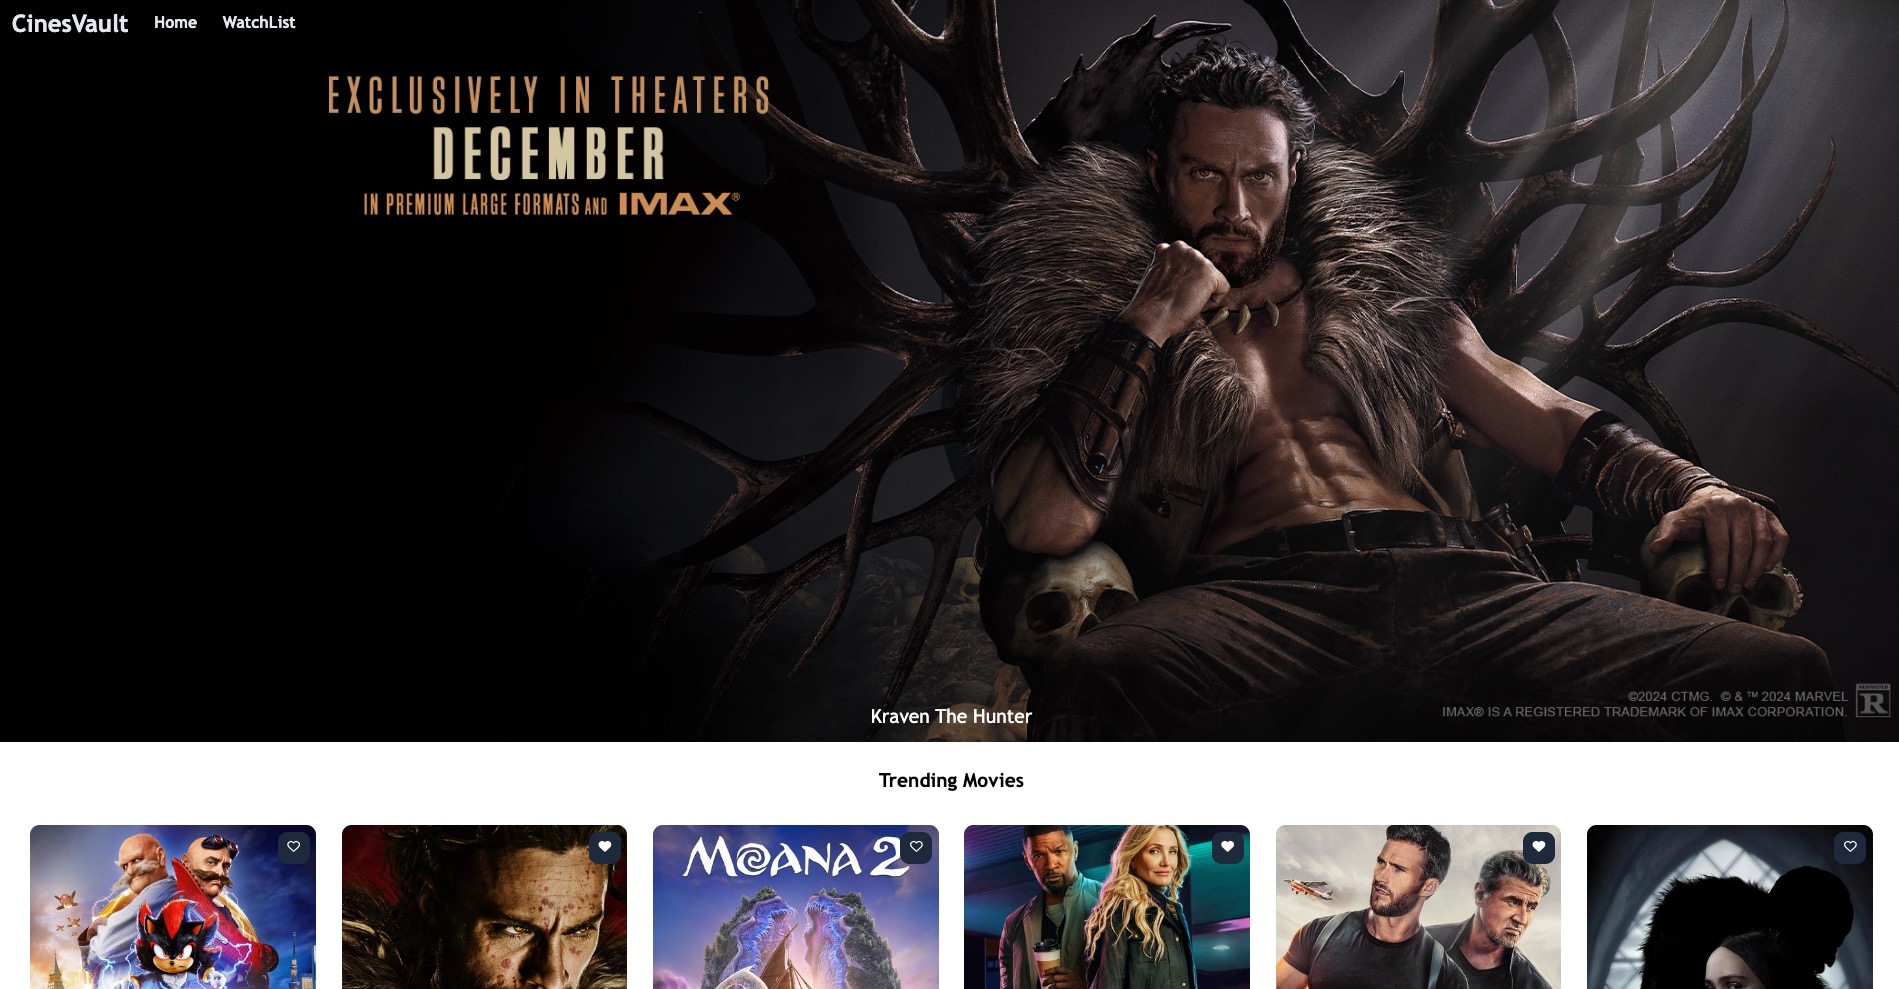 CinesVault Home WatchList
EXCLUSIVELY IN THEATERS
DECEMBER
IN PREMIUM LARGE FORMATS AND IMAX®
©2024 CTMG. © & ™ 2024 MARVEL
IMAX® IS A REGISTERED TRADEMARK OF IMAX CORPORATION.
RESTRICTED
R
Kraven The Hunter
Trending Movies
MOANA 2